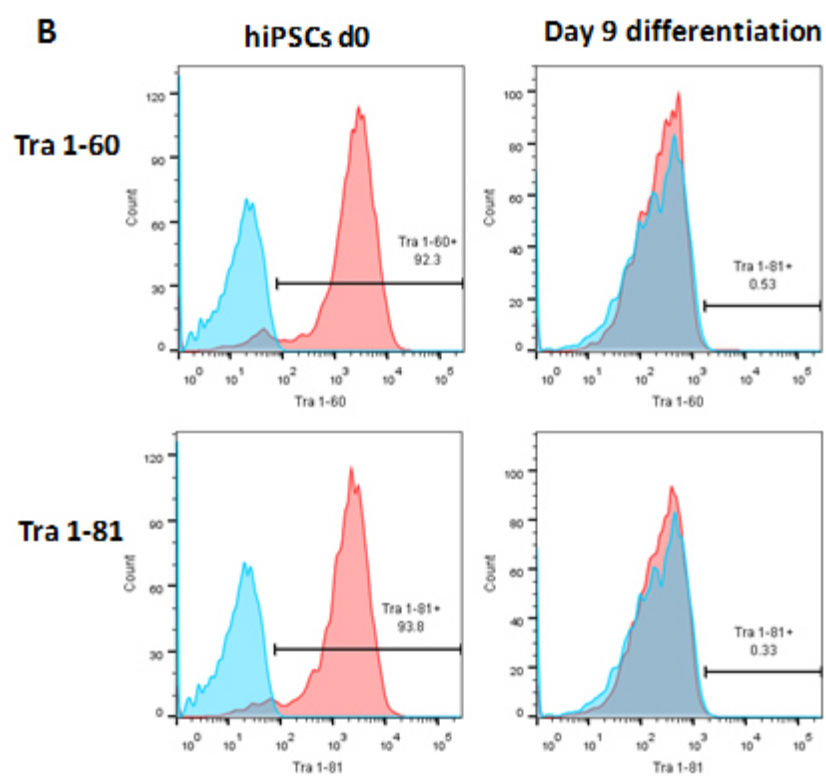 B
hiPSCs d0
Day 9 differentiation
Tra 1-60
Count
120
90
60
30
0
Tra 1-60+
92.3
10^0 10^1 10^2 10^3 10^4 10^5
Tra 1-60
Count
100
80
60
40
20
0
Tra 1-81+
0.53
10^0 10^1 10^2 10^3 10^4 10^5
Tra 1-60
Tra 1-81
Count
120
90
60
30
0
Tra 1-81+
93.8
10^0 10^1 10^2 10^3 10^4 10^5
Tra 1-81
Count
100
80
60
40
20
0
Tra 1-81+
0.33
10^0 10^1 10^2 10^3 10^4 10^5
Tra 1-81